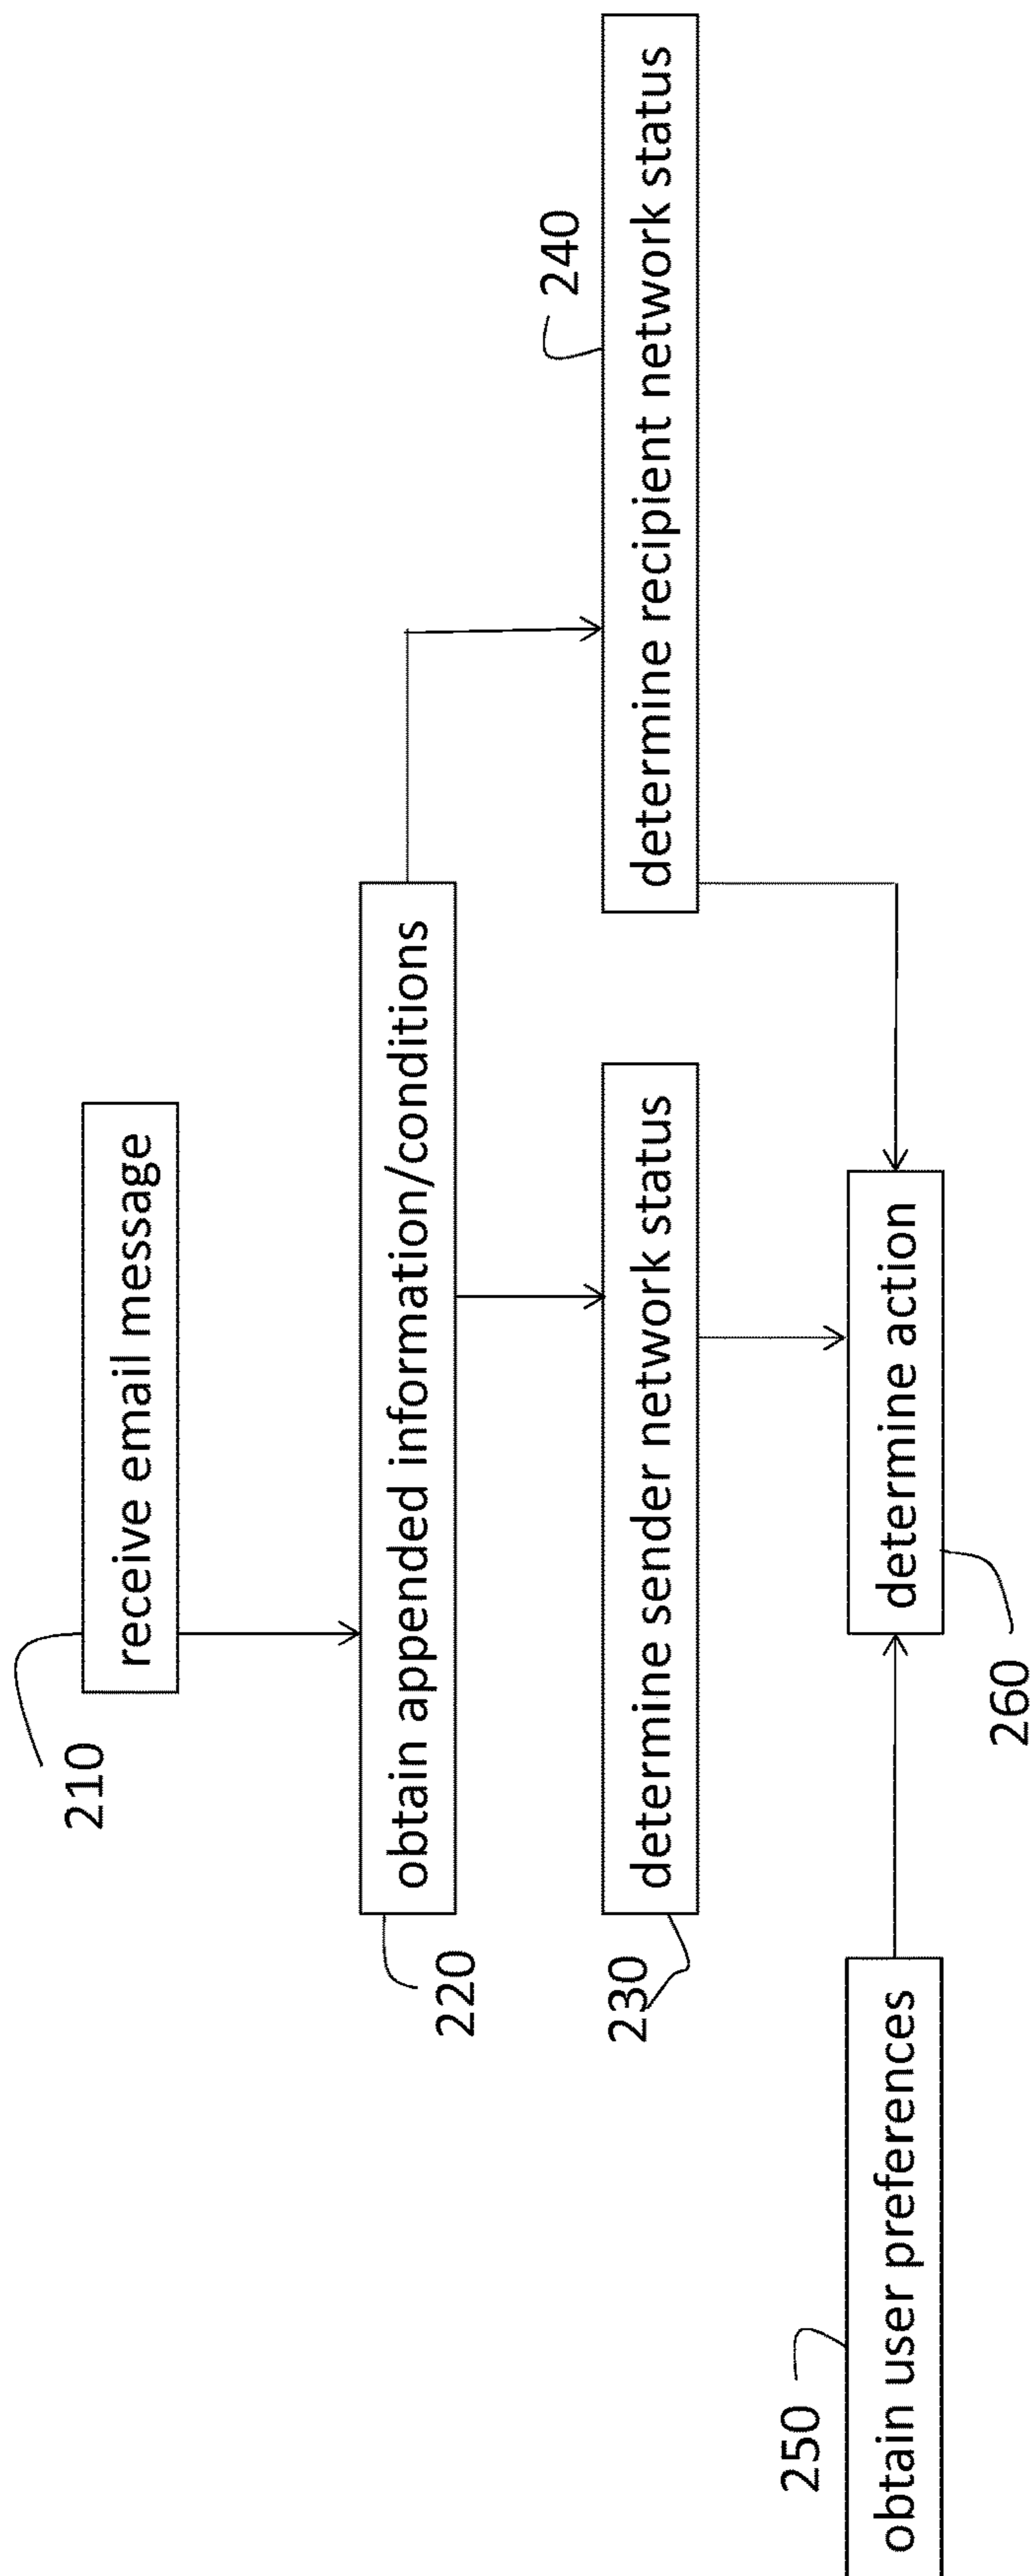 210
receive email message
220
obtain appended information/conditions
240
230
determine sender network status
determine recipient network status
250
obtain user preferences
determine action
260